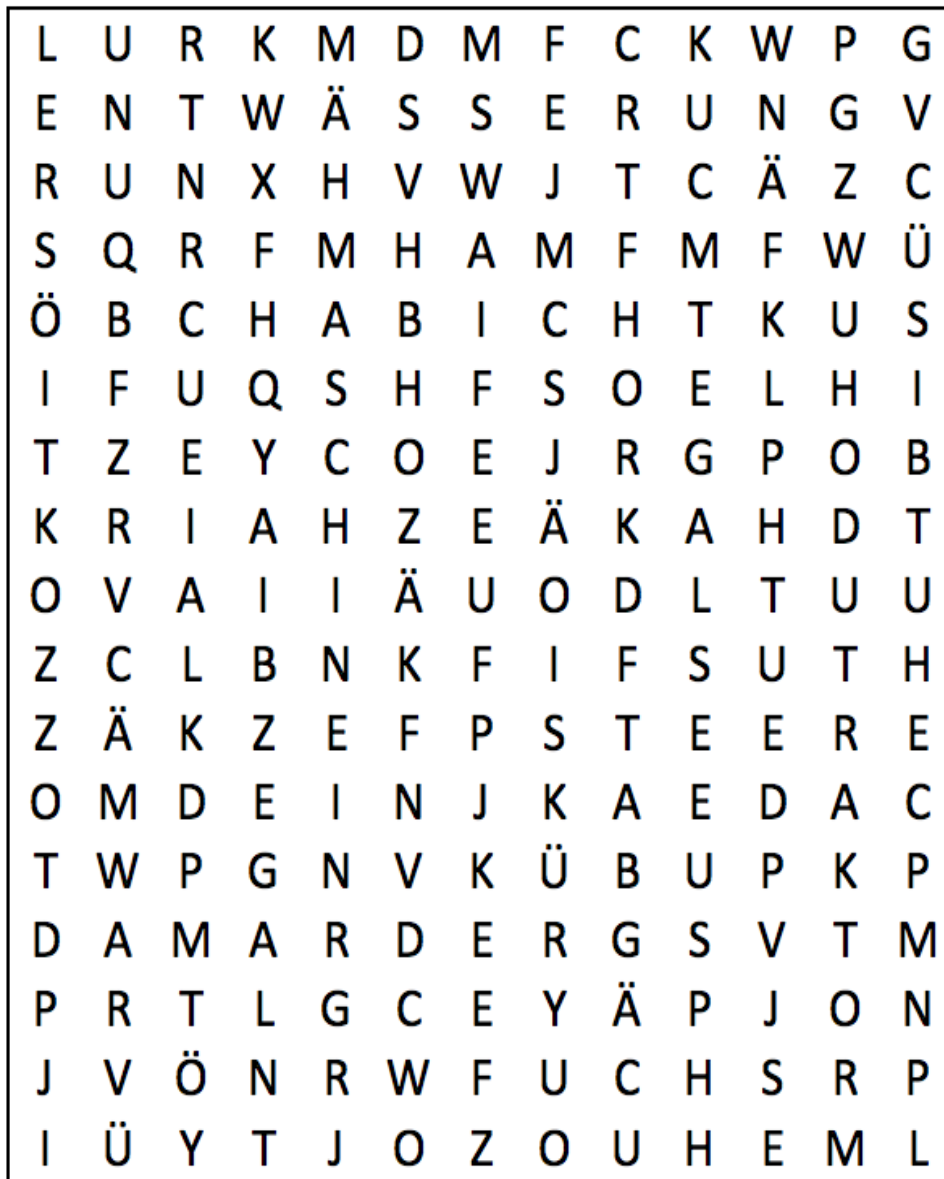 L U R K M D M F C K W P G
E N T W Ä S S E R U N G V
R U N X H V W J T C Ä Z C
S Q R F M H A M F M F W Ü
Ö B C H A B I C H T K U S
I F U Q S H F S O E L H I
T Z E Y C O E J R G P O B
K R I A H Z E Ä K A H D T
O V A I I Ä U O D L T U U
Z C L B N K F I F S U T H
Z Ä K Z E F P S T E E R E
O M D E I N J K A E D A C
T W P G N V K Ü B U P K P
D A M A R D E R G S V T M
P R T L G C E Y Ä P J O N
J V Ö N R W F U C H S R P
I Ü Y T J O Z O U H E M L